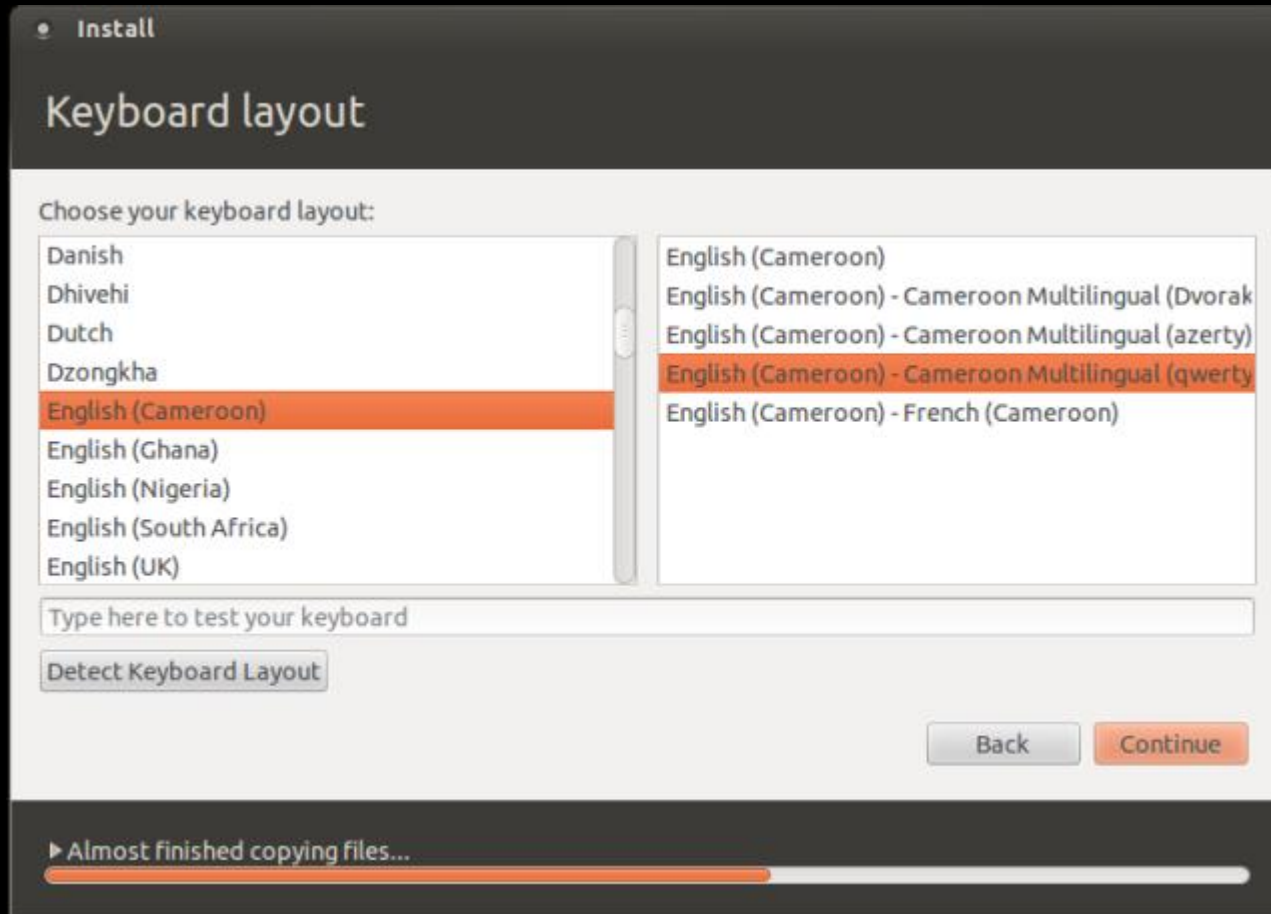 Install
Keyboard layout
Choose your keyboard layout:
Danish
Dhivehi
Dutch
Dzongkha
English (Cameroon)
English (Ghana)
English (Nigeria)
English (South Africa)
English (UK)
English (Cameroon)
English (Cameroon) - Cameroon Multilingual (Dvorak
English (Cameroon) - Cameroon Multilingual (azerty)
English (Cameroon) - Cameroon Multilingual (qwerty
English (Cameroon) - French (Cameroon)
Type here to test your keyboard
Detect Keyboard Layout
Back
Continue
Almost finished copying files...